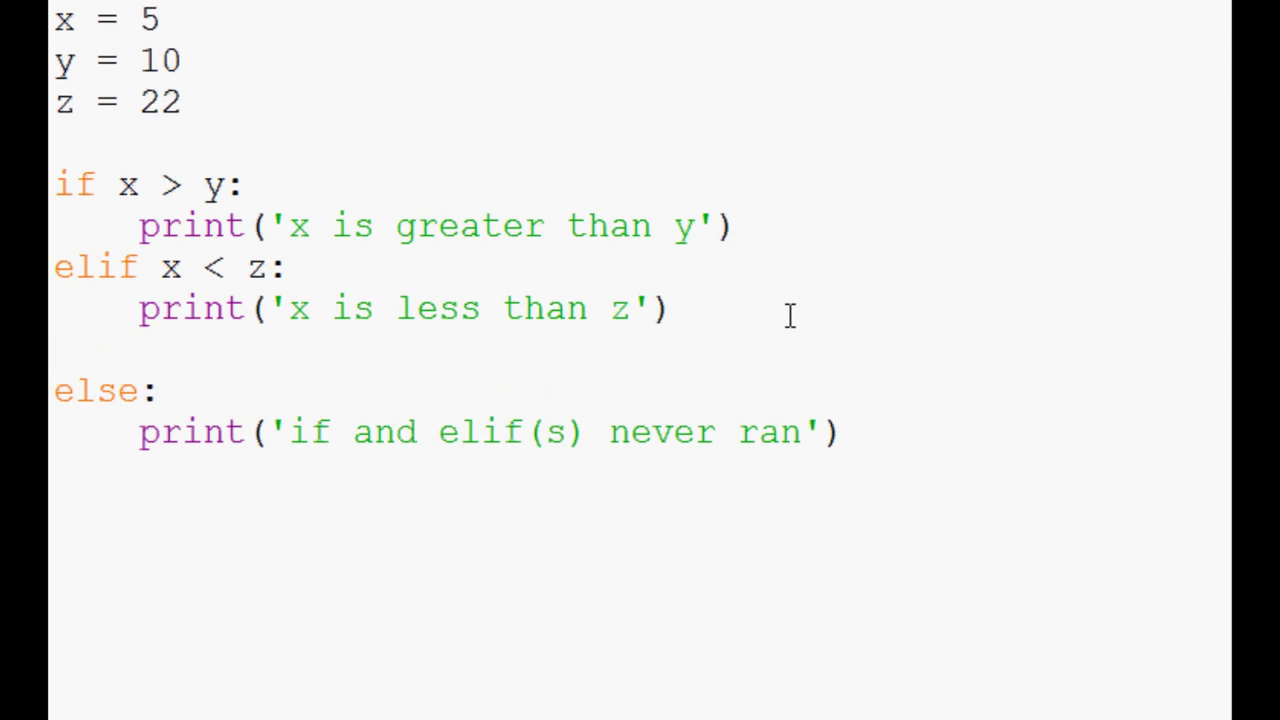 x = 5
y = 10
z = 22
if x > y:
    print('x is greater than y')
elif x < z:
    print('x is less than z')
else:
    print('if and elif(s) never ran')